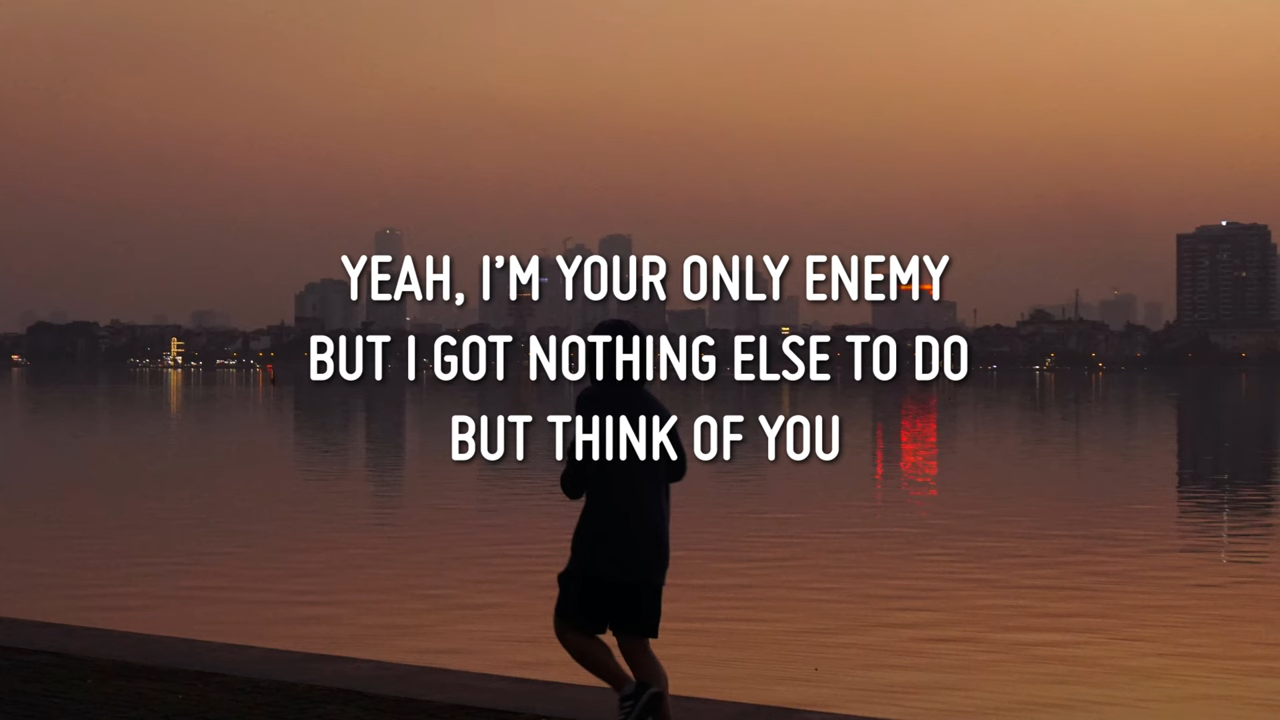 YEAH, I’M YOUR ONLY ENEMY
BUT I GOT NOTHING ELSE TO DO
BUT THINK OF YOU